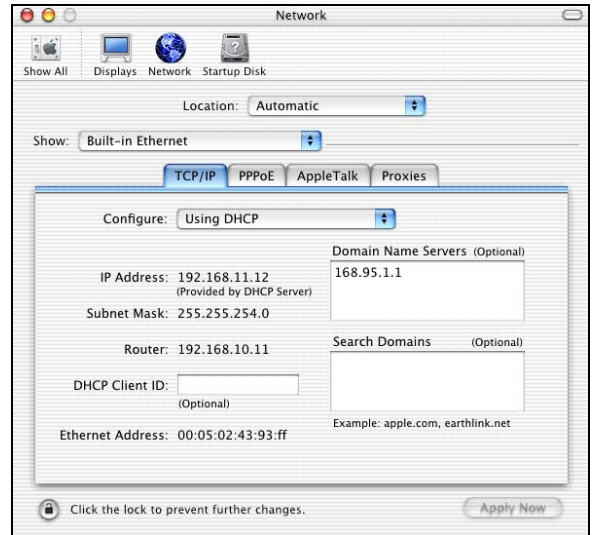 Network
Show All Displays Network Startup Disk
Location: Automatic
Show: Built-in Ethernet
TCP/IP PPPoE AppleTalk Proxies
Configure: Using DHCP
Domain Name Servers (Optional)
168.95.1.1
IP Address: 192.168.11.12
(Provided by DHCP Server)
Subnet Mask: 255.255.254.0
Router: 192.168.10.11
Search Domains (Optional)
DHCP Client ID:
(Optional)
Example: apple.com, earthlink.net
Ethernet Address: 00:05:02:43:93:ff
Click the lock to prevent further changes.
Apply Now